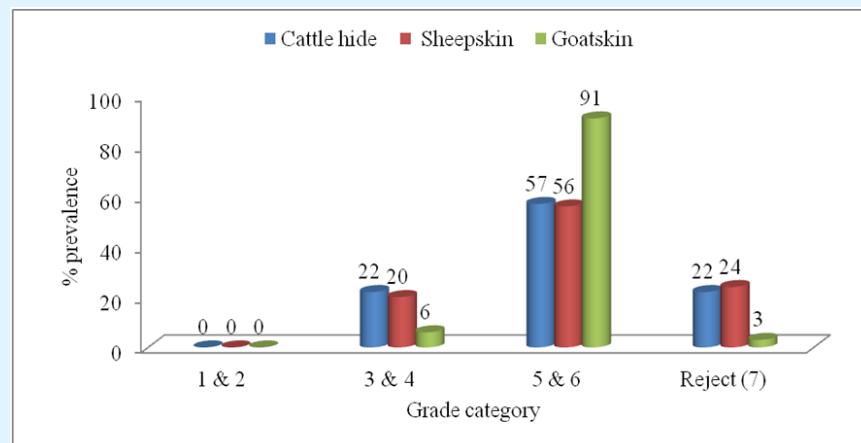 Cattle hide Sheepskin Goatskin
% prevalence
100
80
60
40
20
0
0 0 0
22 20 6
57 56 91
22 24 3
1 & 2 3 & 4 5 & 6 Reject (7)
Grade category